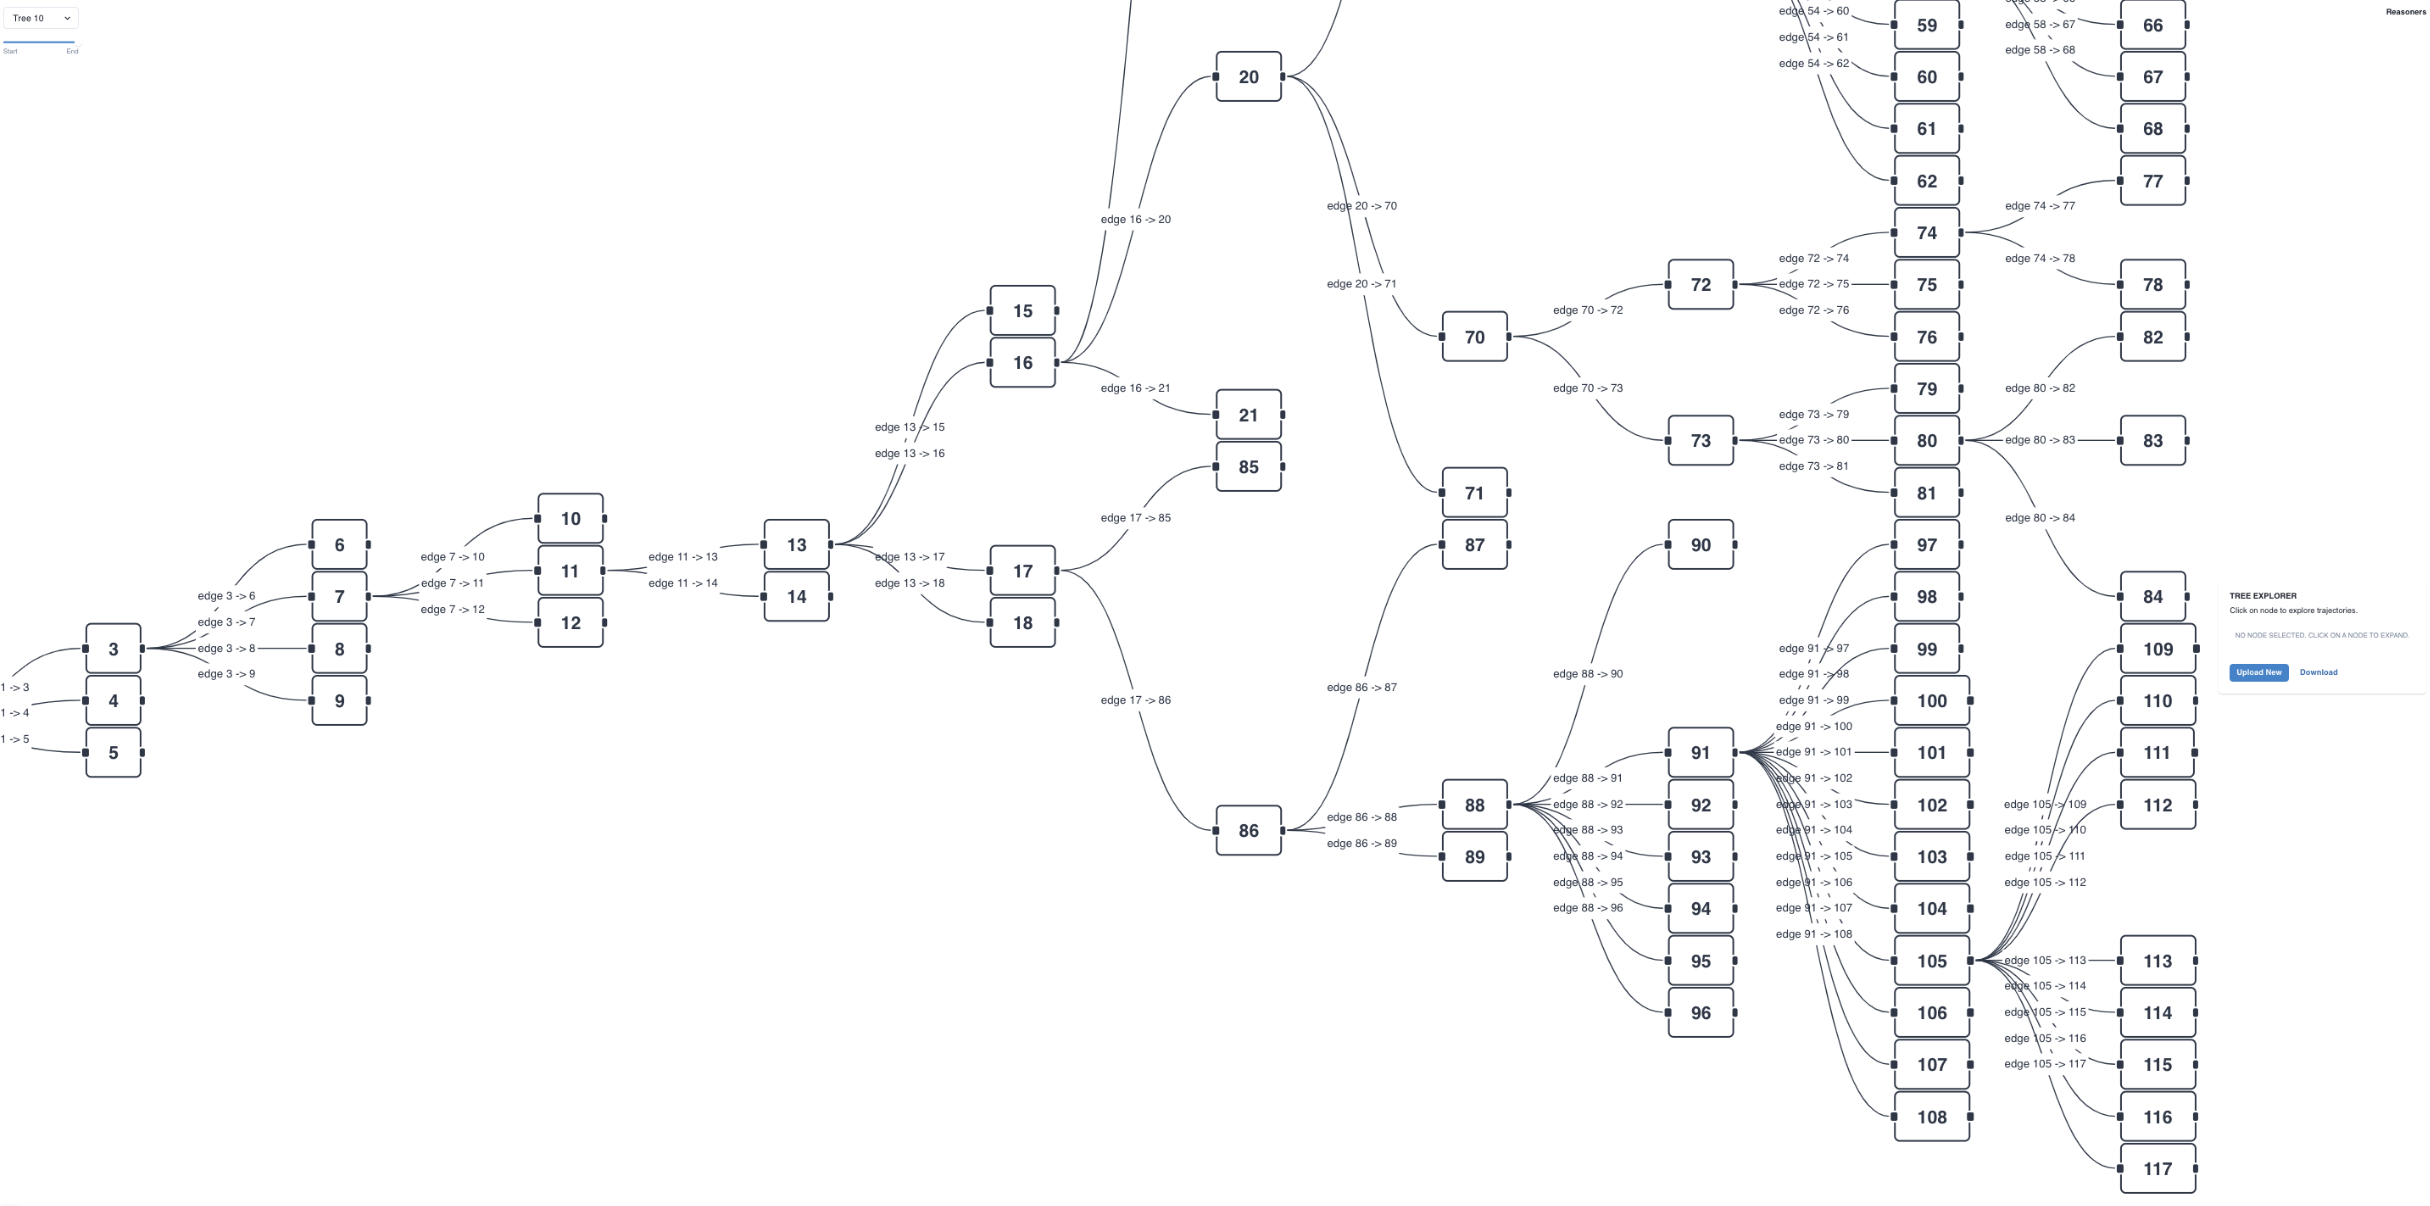 Tree 10
Start
End
Reasoners
edge 54 -> 60
edge 54 -> 61
edge 54 -> 62
59
60
61
62
edge 58 -> 67
edge 58 -> 68
66
67
68
20
edge 16 -> 20
edge 20 -> 70
edge 20 -> 71
77
74
edge 74 -> 77
edge 74 -> 78
edge 72 -> 74
edge 72 -> 75
edge 72 -> 76
72
75
78
76
82
70
edge 70 -> 72
edge 70 -> 73
15
16
edge 16 -> 21
21
85
73
edge 73 -> 79
edge 73 -> 80
edge 73 -> 81
79
80
81
edge 80 -> 82
edge 80 -> 83
edge 80 -> 84
83
84
edge 13 -> 15
edge 13 -> 16
edge 13 -> 17
edge 13 -> 18
edge 17 -> 85
edge 17 -> 86
71
87
90
97
98
99
100
101
102
103
104
105
106
107
108
6
7
8
9
10
11
12
13
14
17
18
edge 7 -> 10
edge 7 -> 11
edge 7 -> 12
edge 11 -> 13
edge 11 -> 14
edge 3 -> 6
edge 3 -> 7
edge 3 -> 8
edge 3 -> 9
3
4
5
1 -> 3
1 -> 4
1 -> 5
86
edge 86 -> 87
edge 86 -> 88
edge 86 -> 89
88
89
edge 88 -> 90
edge 88 -> 91
edge 88 -> 92
edge 88 -> 93
edge 88 -> 94
edge 88 -> 95
edge 88 -> 96
91
92
93
94
95
96
edge 91 -> 97
edge 91 -> 98
edge 91 -> 99
edge 91 -> 100
edge 91 -> 101
edge 91 -> 102
edge 91 -> 103
edge 91 -> 104
edge 91 -> 105
edge 91 -> 106
edge 91 -> 107
edge 91 -> 108
edge 105 -> 109
edge 105 -> 110
edge 105 -> 111
edge 105 -> 112
edge 105 -> 113
edge 105 -> 114
edge 105 -> 115
edge 105 -> 116
edge 105 -> 117
109
110
111
112
113
114
115
116
117
TREE EXPLORER
Click on node to explore trajectories.
NO NODE SELECTED. CLICK ON A NODE TO EXPAND.
Upload New
Download